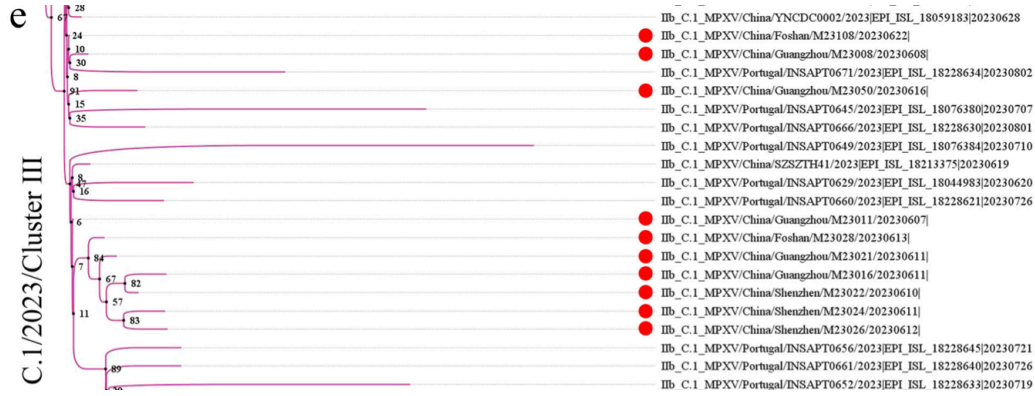 e
28
6
IIb_C.1_MPXV/China/YNCDC0002/2023|EPI_ISL_18059183|20230628
24
IIb_C.1_MPXV/China/Foshan/M23108/20230622|
10
IIb_C.1_MPXV/China/Guangzhou/M23008/20230608|
30
IIb_C.1_MPXV/Portugal/INSAPT0671/2023|EPI_ISL_18228634|20230802
8
91
IIb_C.1_MPXV/China/Guangzhou/M23050/20230616|
15
IIb_C.1_MPXV/Portugal/INSAPT0645/2023|EPI_ISL_18076380|20230707
35
IIb_C.1_MPXV/Portugal/INSAPT0666/2023|EPI_ISL_18228630|20230801
IIb_C.1_MPXV/Portugal/INSAPT0649/2023|EPI_ISL_18076384|20230710
IIb_C.1_MPXV/China/SZSZTH41/2023|EPI_ISL_18213375|20230619
8
IIb_C.1_MPXV/Portugal/INSAPT0629/2023|EPI_ISL_18044983|20230620
16
IIb_C.1_MPXV/Portugal/INSAPT0660/2023|EPI_ISL_18228621|20230726
6
IIb_C.1_MPXV/China/Guangzhou/M23011/20230607|
IIb_C.1_MPXV/China/Foshan/M23028/20230613|
84
IIb_C.1_MPXV/China/Guangzhou/M23021/20230611|
7
67
IIb_C.1_MPXV/China/Guangzhou/M23016/20230611|
82
IIb_C.1_MPXV/China/Shenzhen/M23022/20230610|
57
11
IIb_C.1_MPXV/China/Shenzhen/M23024/20230611|
83
IIb_C.1_MPXV/China/Shenzhen/M23026/20230612|
IIb_C.1_MPXV/Portugal/INSAPT0656/2023|EPI_ISL_18228645|20230721
89
IIb_C.1_MPXV/Portugal/INSAPT0661/2023|EPI_ISL_18228640|20230726
IIb_C.1_MPXV/Portugal/INSAPT0652/2023|EPI_ISL_18228633|20230719
C.1/2023/Cluster III